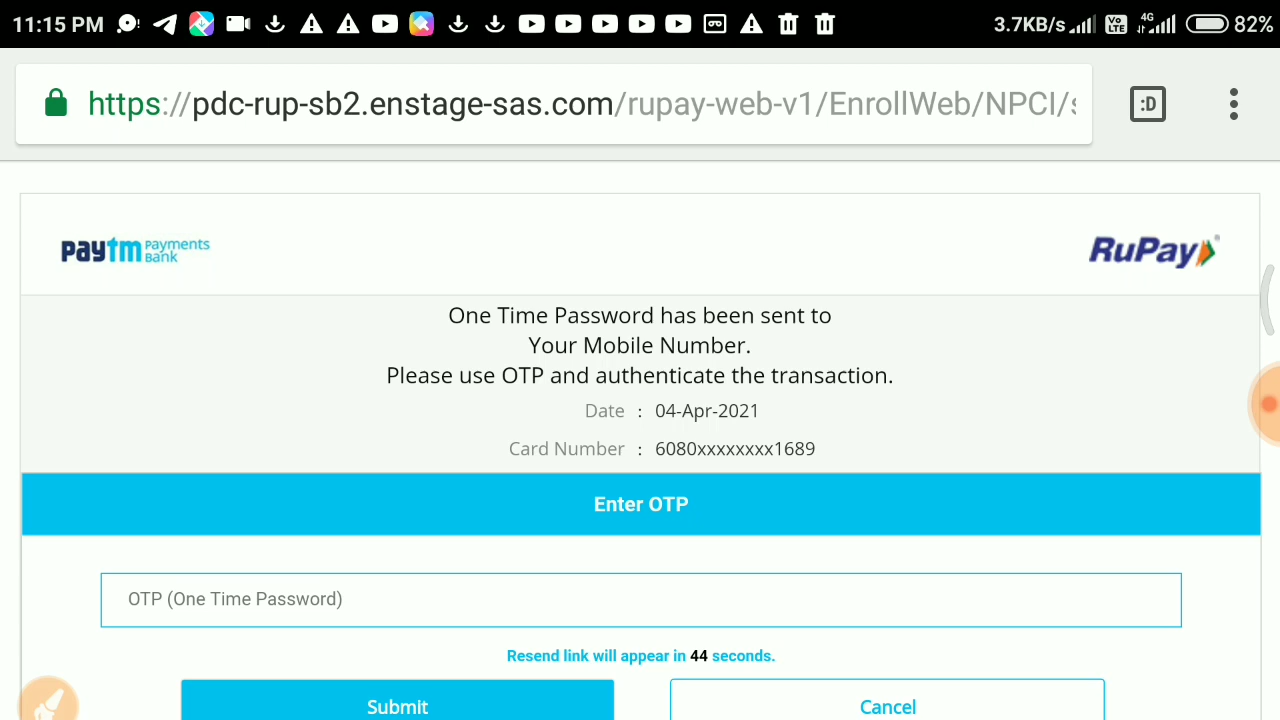 11:15 PM 3.7KB/s Vo LTE 4G 82%
https://pdc-rup-sb2.enstage-sas.com/rupay-web-v1/EnrollWeb/NPCI/s :D
paytm Payments Bank RuPay
One Time Password has been sent to
Your Mobile Number.
Please use OTP and authenticate the transaction.
Date : 04-Apr-2021
Card Number : 6080xxxxxxxx1689
Enter OTP
OTP (One Time Password)
Resend link will appear in 44 seconds.
Submit Cancel